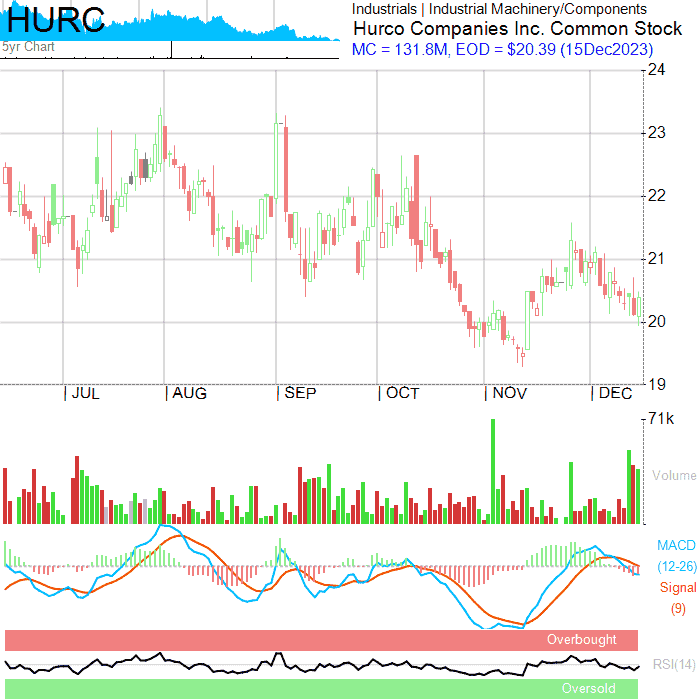 HURC
5yr Chart
Industrials | Industrial Machinery/Components
Hurco Companies Inc. Common Stock
MC = 131.8M, EOD = $20.39 (15Dec2023)
24
23
22
21
20
19
| JUL | AUG | SEP | OCT | NOV | DEC
71k
Volume
MACD
(12-26)
Signal
(9)
Overbought
RSI(14)
Oversold